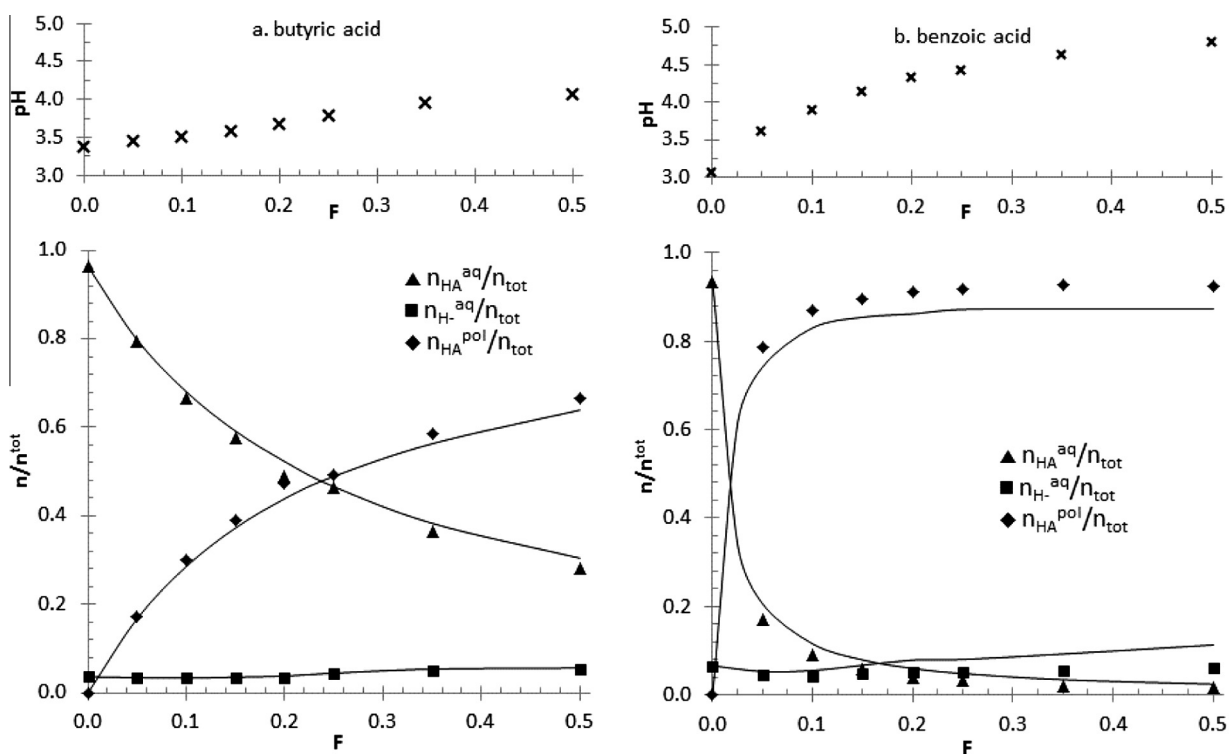 a. butyric acid
5.0
4.5
4.0
3.5
3.0
pH
0.0 0.1 0.2 0.3 0.4 0.5
F
1.0
0.8
0.6
0.4
0.2
0.0
n/n^tot
▲ n_HA^aq/n_tot
■ n_H-^aq/n_tot
◆ n_HA^pol/n_tot
0.0 0.1 0.2 0.3 0.4 0.5
F
b. benzoic acid
5.0
4.5
4.0
3.5
3.0
pH
0.0 0.1 0.2 0.3 0.4 0.5
F
1.0
0.8
0.6
0.4
0.2
0.0
n/n^tot
▲ n_HA^aq/n_tot
■ n_H-^aq/n_tot
◆ n_HA^pol/n_tot
0.0 0.1 0.2 0.3 0.4 0.5
F